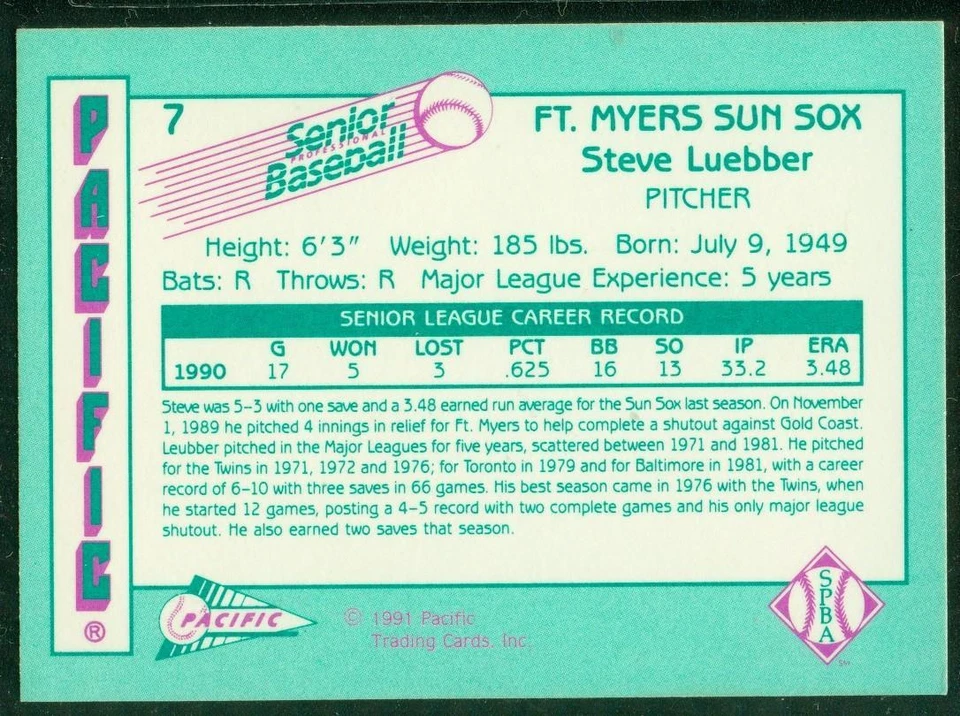 PACIFIC
®
7
Senior
PROFESSIONAL
Baseball
FT. MYERS SUN SOX
Steve Luebber
PITCHER
Height: 6'3" Weight: 185 lbs. Born: July 9, 1949
Bats: R Throws: R Major League Experience: 5 years
SENIOR LEAGUE CAREER RECORD
G WON LOST PCT BB SO IP ERA
1990 17 5 3 .625 16 13 33.2 3.48
Steve was 5-3 with one save and a 3.48 earned run average for the Sun Sox last season. On November
1, 1989 he pitched 4 innings in relief for Ft. Myers to help complete a shutout against Gold Coast.
Leubber pitched in the Major Leagues for five years, scattered between 1971 and 1981. He pitched
for the Twins in 1971, 1972 and 1976; for Toronto in 1979 and for Baltimore in 1981, with a career
record of 6-10 with three saves in 66 games. His best season came in 1976 with the Twins, when
he started 12 games, posting a 4-5 record with two complete games and his only major league
shutout. He also earned two saves that season.
PACIFIC
© 1991 Pacific
Trading Cards, Inc.
SPBA
SM